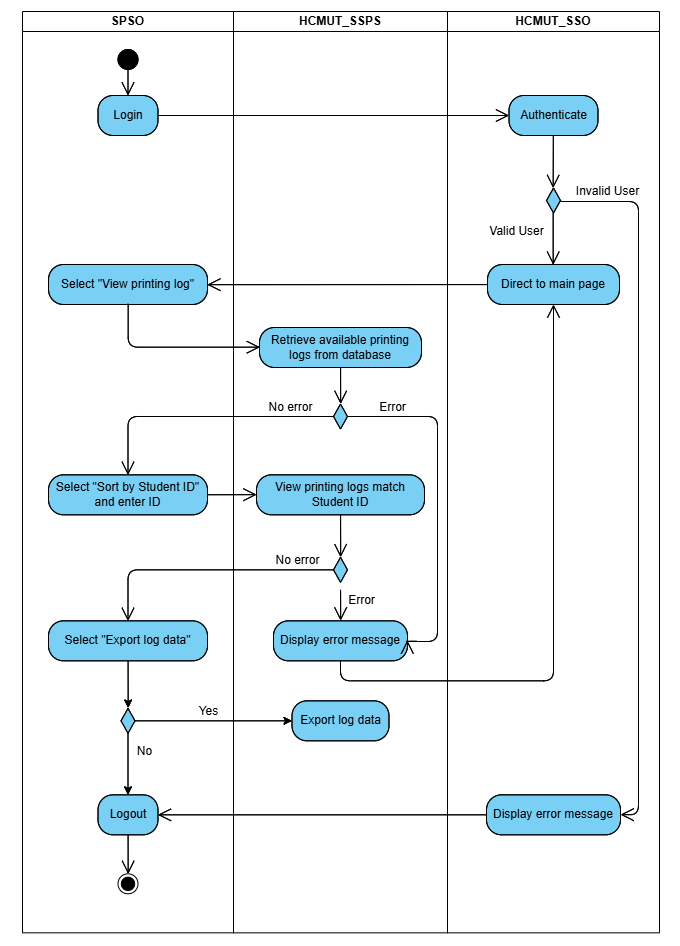 SPSO
HCMUT_SSPS
HCMUT_SSO
Login
Authenticate
Invalid User
Valid User
Select "View printing log"
Direct to main page
Retrieve available printing
logs from database
No error
Error
Select "Sort by Student ID"
and enter ID
View printing logs match
Student ID
No error
Error
Select "Export log data"
Display error message
Yes
Export log data
No
Logout
Display error message